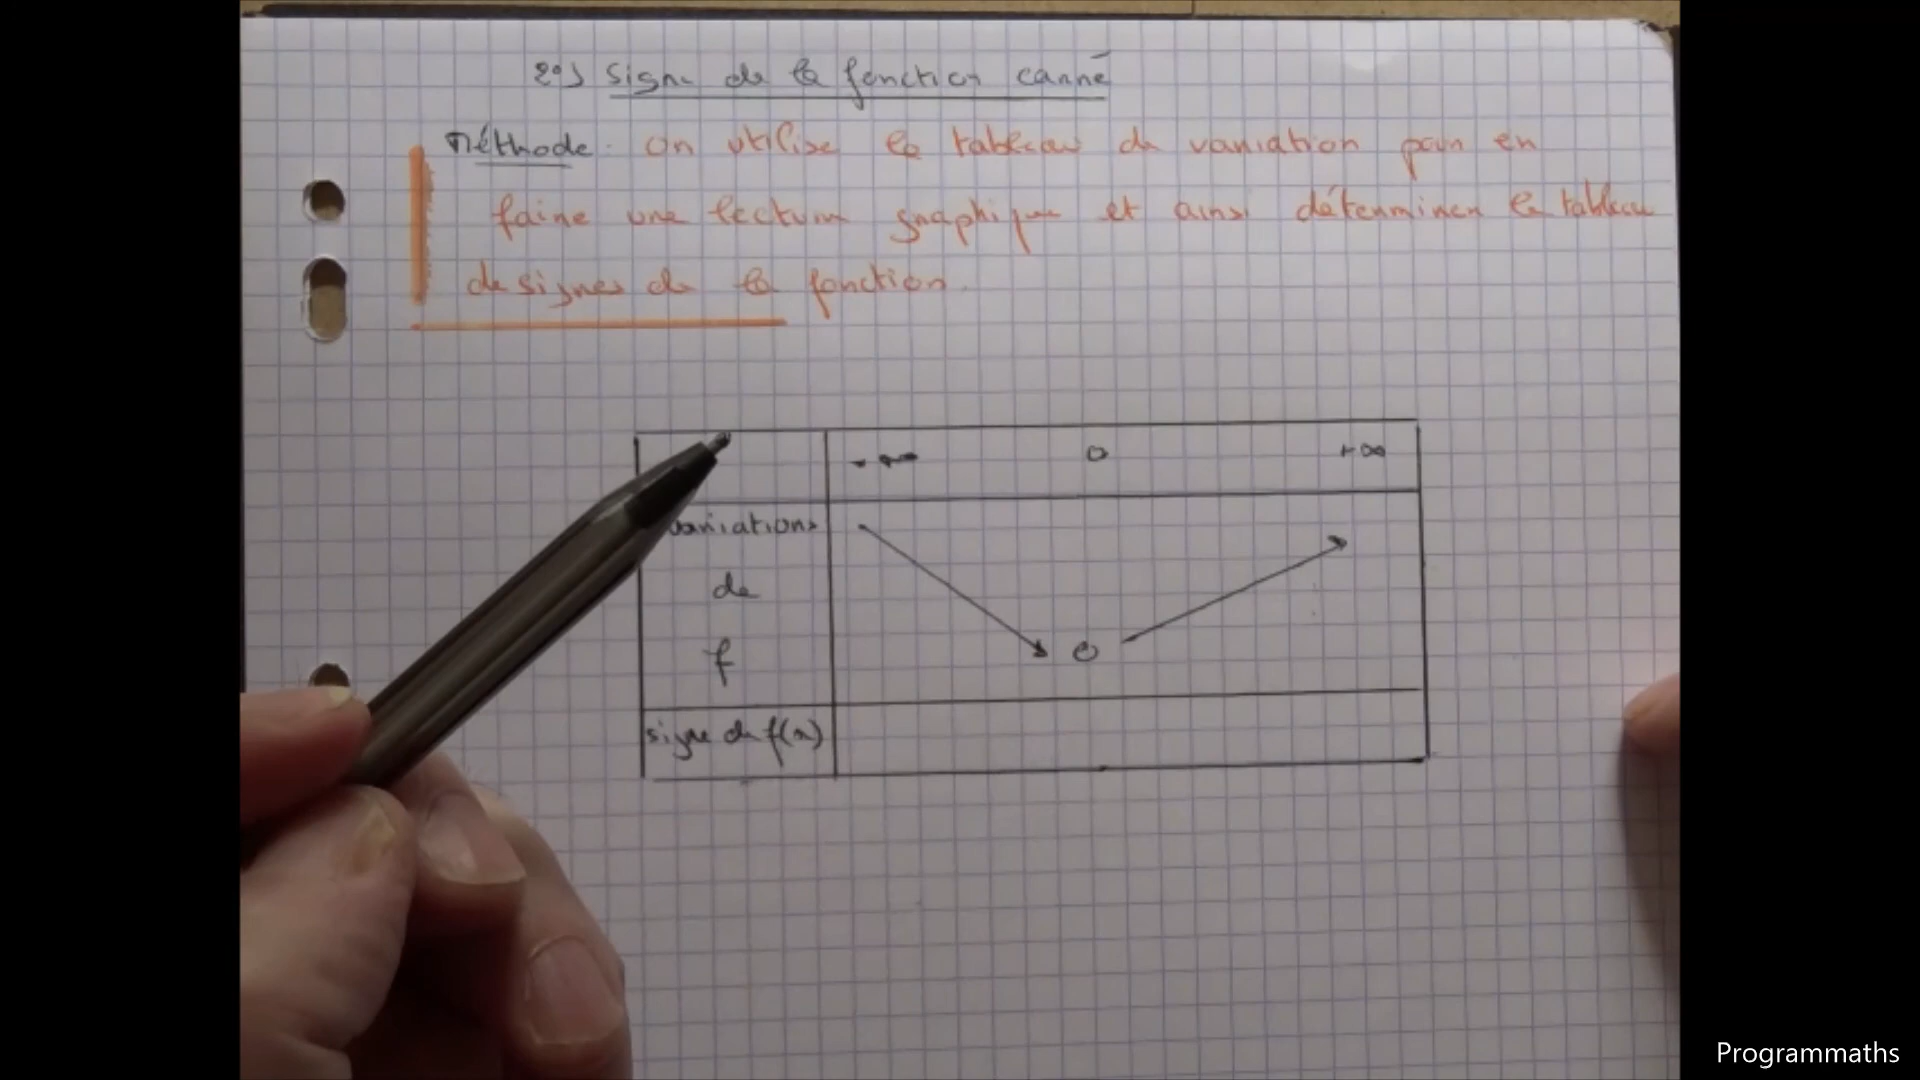 2°) Signe de la fonction carré
Méthode : On utilise le tableau de variation pour en
faire une lecture graphique et ainsi déterminer le tableau
de signes de la fonction.
-∞ 0 +∞
variations
de
f
0
signe de f(x)
Programmaths